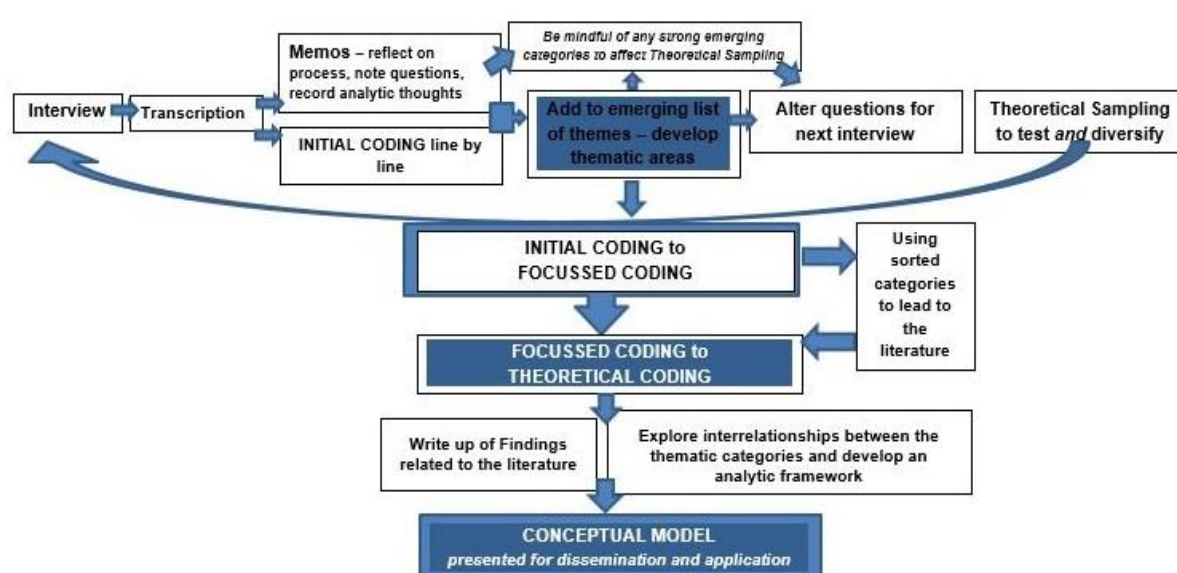 Be mindful of any strong emerging
categories to affect Theoretical Sampling
Memos – reflect on
process, note questions,
record analytic thoughts
Interview
Transcription
INITIAL CODING line by
line
Add to emerging list
of themes – develop
thematic areas
Alter questions for
next interview
Theoretical Sampling
to test and diversify
INITIAL CODING to
FOCUSSED CODING
Using
sorted
categories
to lead to
the
literature
FOCUSSED CODING to
THEORETICAL CODING
Write up of Findings
related to the literature
Explore interrelationships between the
thematic categories and develop an
analytic framework
CONCEPTUAL MODEL
presented for dissemination and application